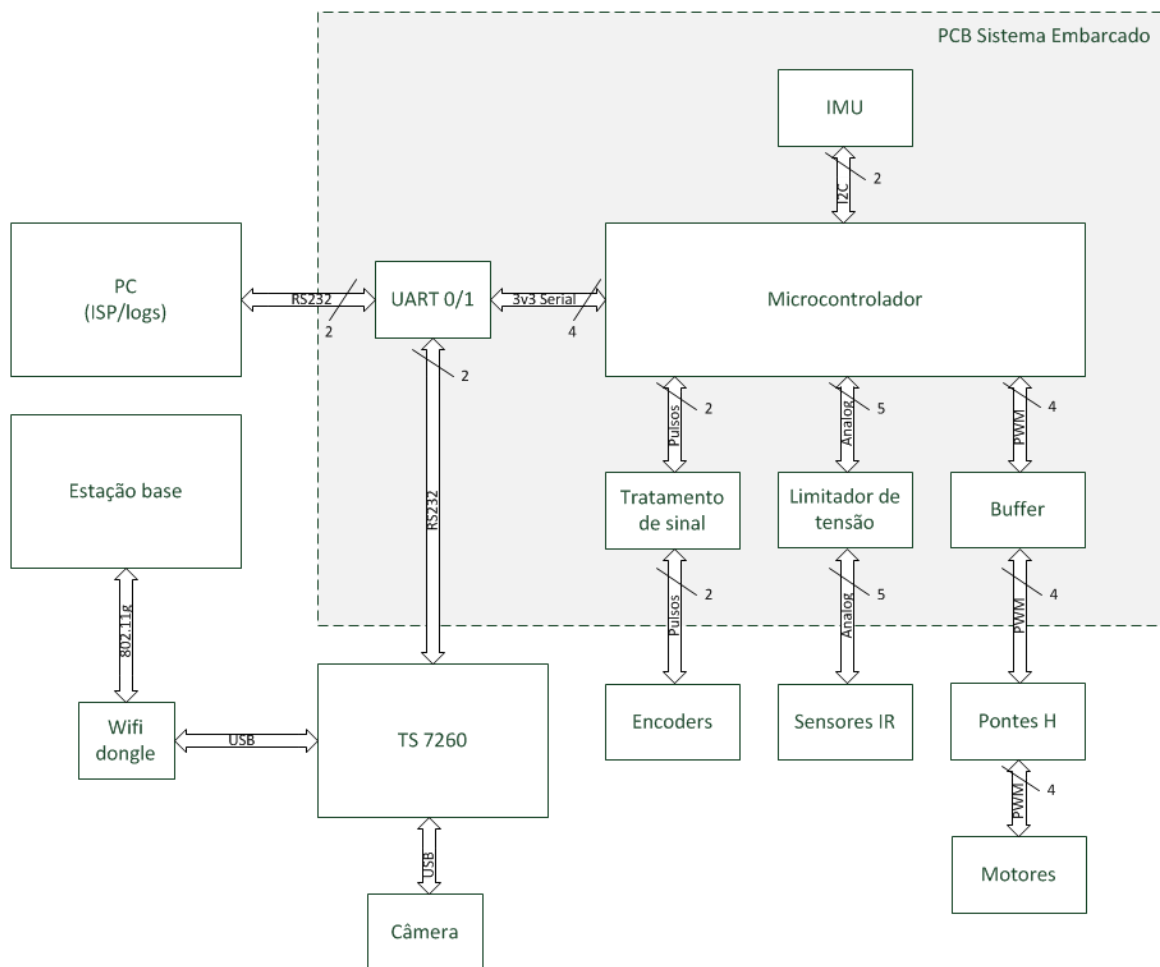 PCB Sistema Embarcado
IMU
2
I2C
PC
(ISP/logs)
RS232
2
UART 0/1
3v3 Serial
4
Microcontrolador
2
RS232
Pulsos
2
Analog
5
PWM
4
Estação base
Tratamento
de sinal
Limitador de
tensão
Buffer
802.11g
Pulsos
2
Analog
5
PWM
4
Wifi
dongle
USB
TS 7260
Encoders
Sensores IR
Pontes H
PWM
4
USB
Motores
Câmera